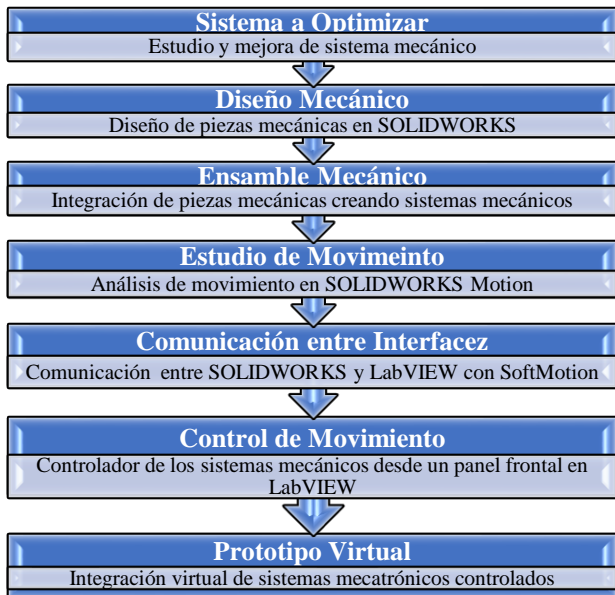 Sistema a Optimizar
Estudio y mejora de sistema mecánico
Diseño Mecánico
Diseño de piezas mecánicas en SOLIDWORKS
Ensamble Mecánico
Integración de piezas mecánicas creando sistemas mecánicos
Estudio de Movimeinto
Análisis de movimiento en SOLIDWORKS Motion
Comunicación entre Interfacez
Comunicación entre SOLIDWORKS y LabVIEW con SoftMotion
Control de Movimiento
Controlador de los sistemas mecánicos desde un panel frontal en
LabVIEW
Prototipo Virtual
Integración virtual de sistemas mecatrónicos controlados